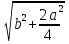 √(b² + 2a²/4)